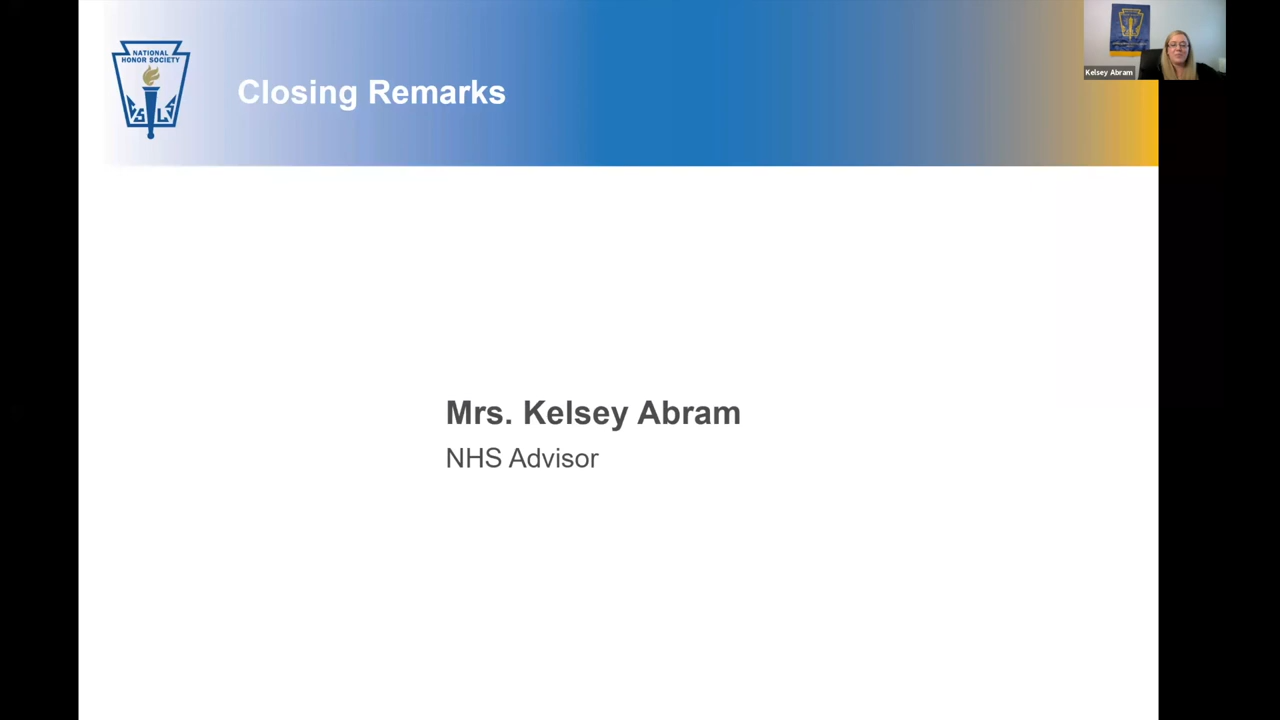 NATIONAL
HONOR SOCIETY
Closing Remarks
Kelsey Abram
Mrs. Kelsey Abram
NHS Advisor